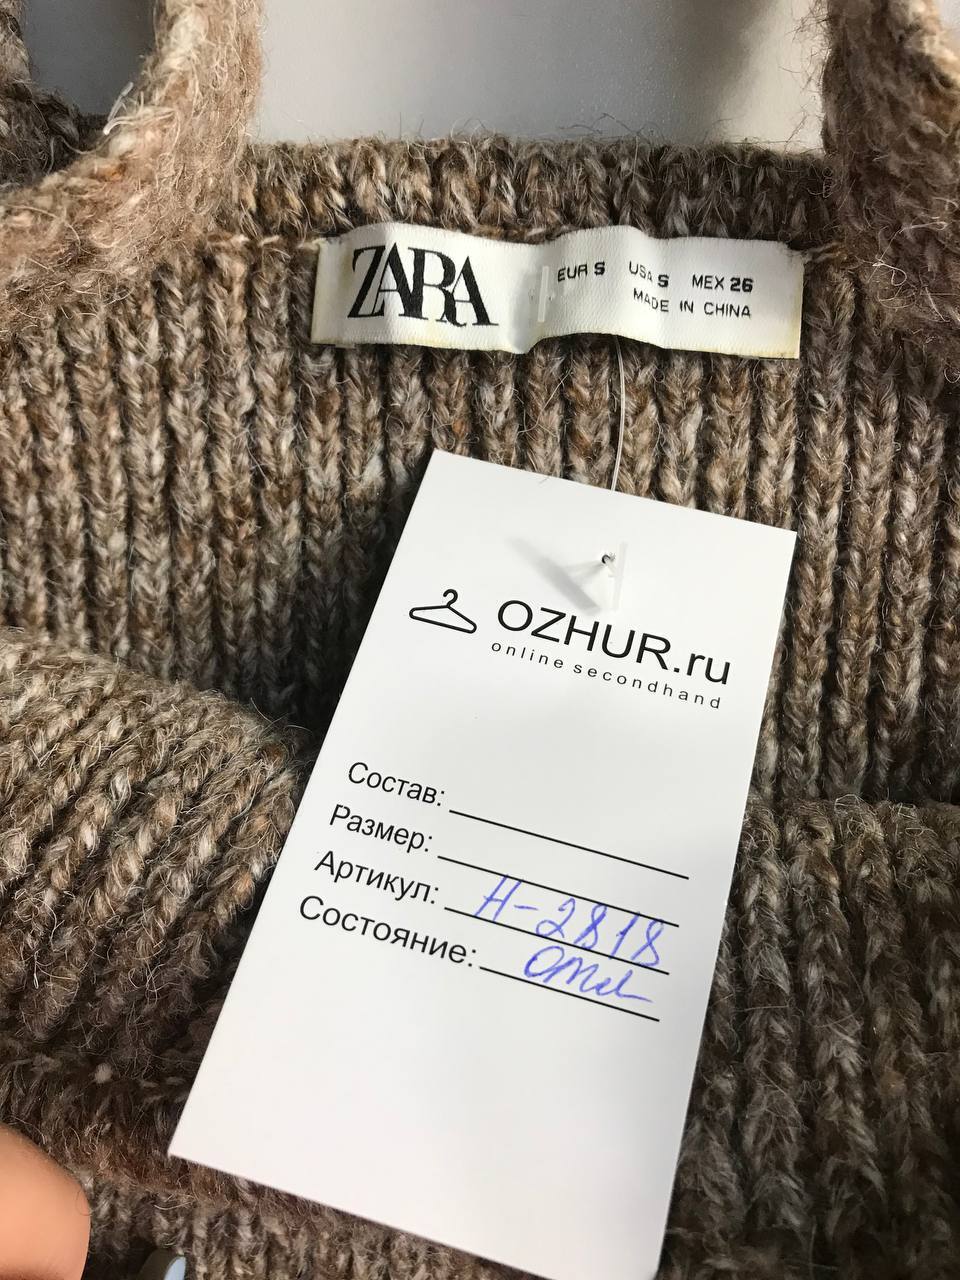 ZARA
EUR S USA S MEX 26
MADE IN CHINA
OZHUR.ru
online secondhand
Состав:
Размер:
Артикул: Н-2818
Состояние: Отл